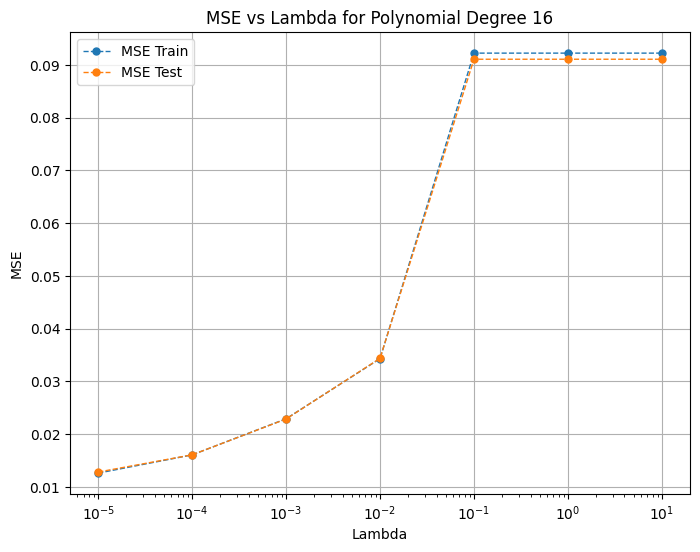 MSE vs Lambda for Polynomial Degree 16
MSE Train
MSE Test
0.09
0.08
0.07
0.06
0.05
0.04
0.03
0.02
0.01
MSE
10⁻⁵ 10⁻⁴ 10⁻³ 10⁻² 10⁻¹ 10⁰ 10¹
Lambda